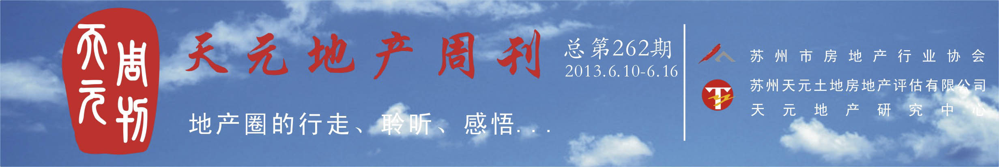 天元
周刊
天元地产周刊
总第262期
2013.6.10-6.16
地产圈的行走、聆听、感悟...
苏州市房地产行业协会
苏州天元土地房地产评估有限公司
天元地产研究中心